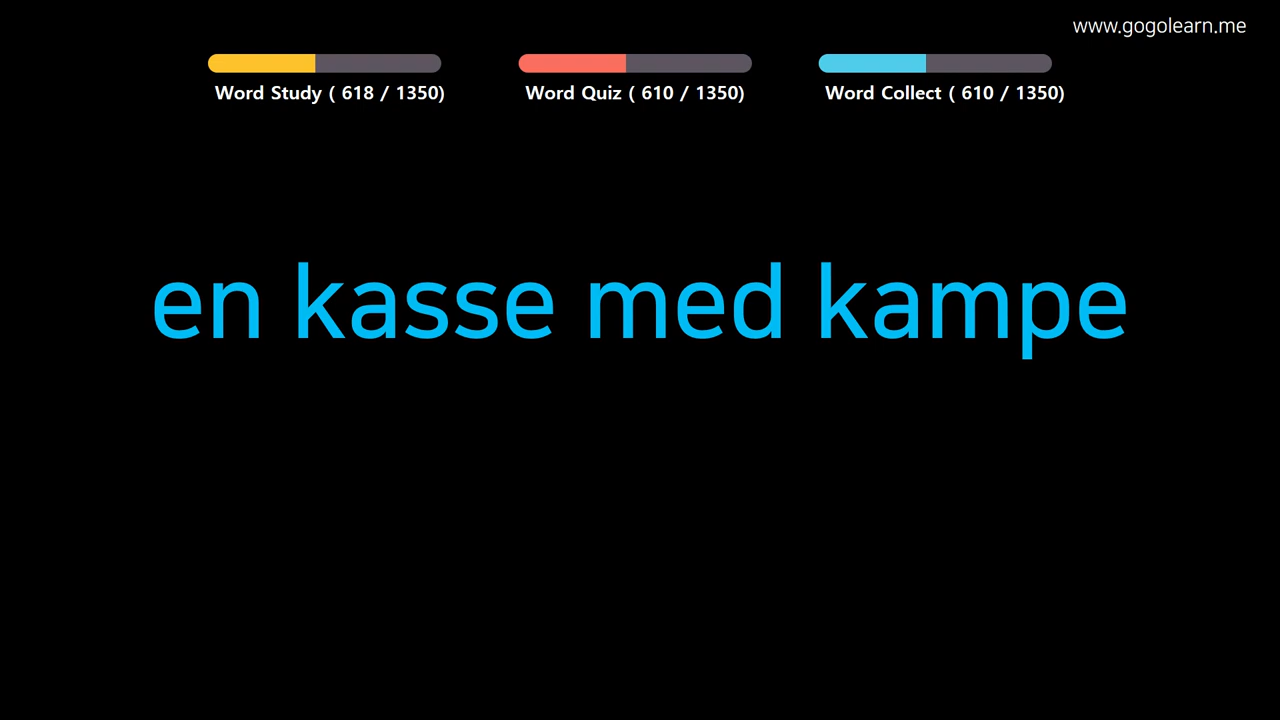 www.gogolearn.me
Word Study ( 618 / 1350)
Word Quiz ( 610 / 1350)
Word Collect ( 610 / 1350)
en kasse med kampe